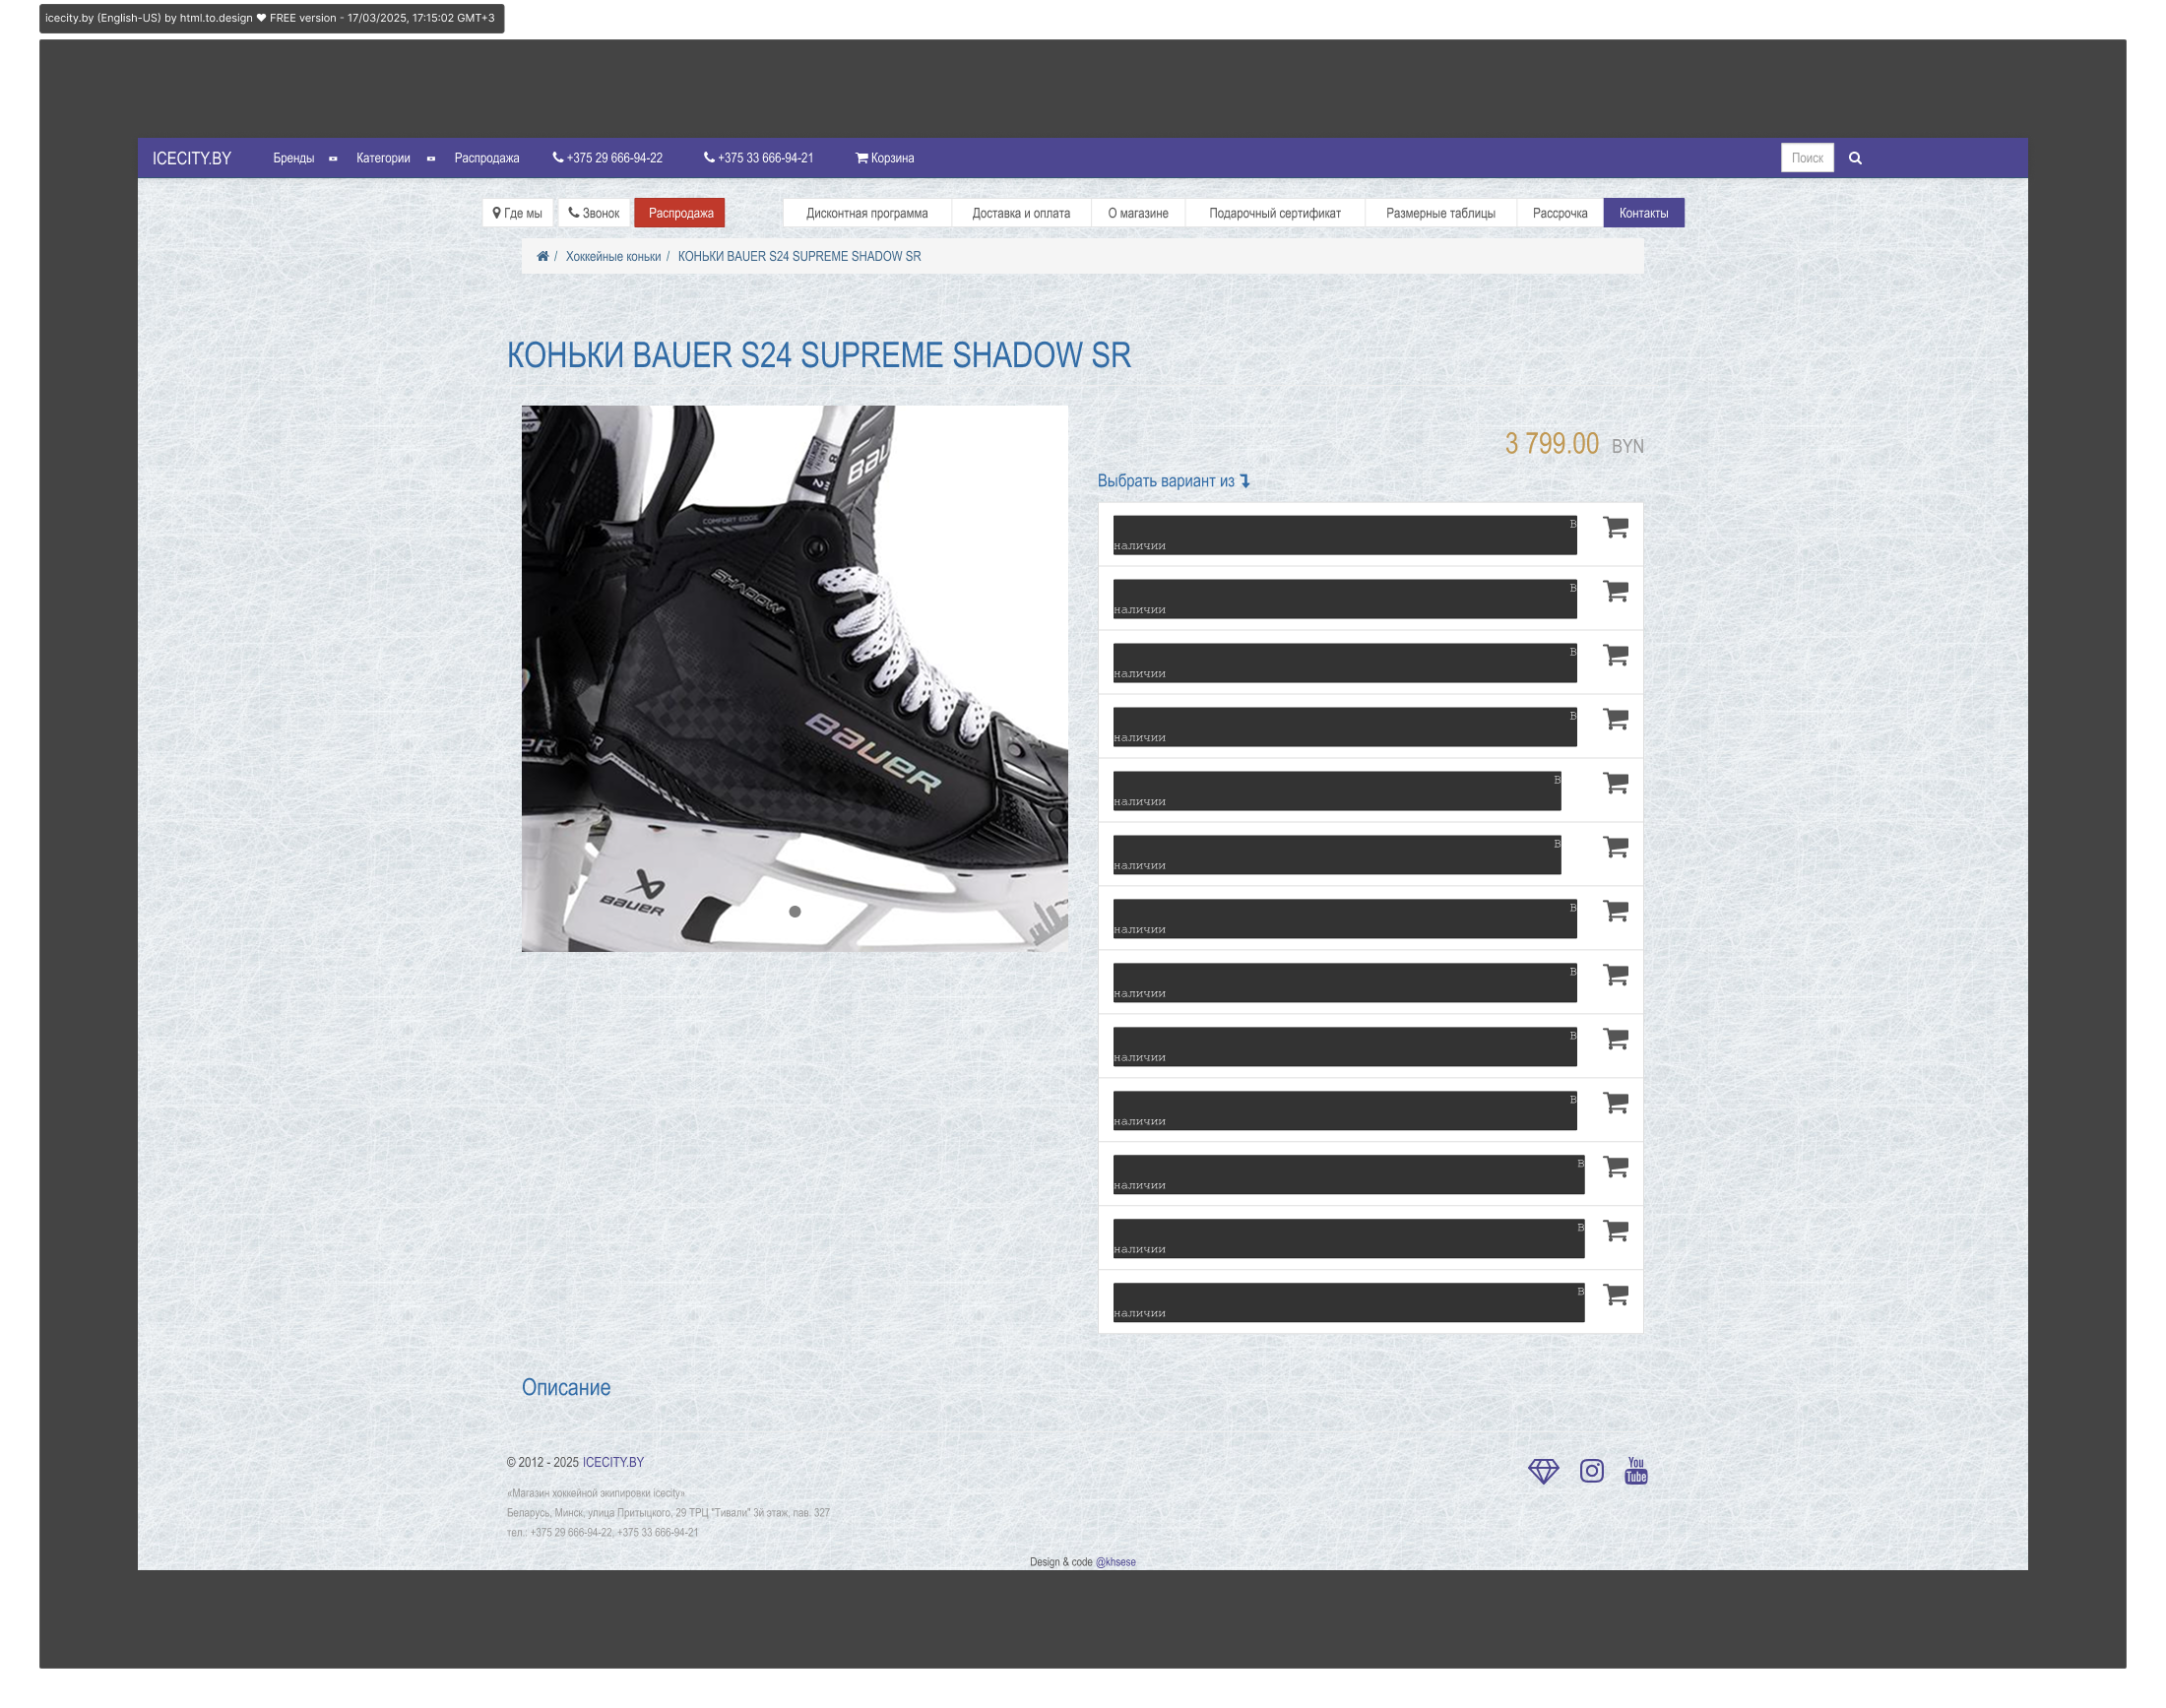 icecity.by (English-US) by html.to.design ❤ FREE version - 17/03/2025, 17:15:02 GMT+3
ICECITY.BY Бренды Категории Распродажа +375 29 666-94-22 +375 33 666-94-21 Корзина Поиск
Где мы Звонок Распродажа Дисконтная программа Доставка и оплата О магазине Подарочный сертификат Размерные таблицы Рассрочка Контакты
/ Хоккейные коньки / КОНЬКИ BAUER S24 SUPREME SHADOW SR
КОНЬКИ BAUER S24 SUPREME SHADOW SR
COMFORT EDGE
SHADOW
BAUER
BAUER
3 799.00 BYN
Выбрать вариант из
В
наличии
В
наличии
В
наличии
В
наличии
В
наличии
В
наличии
В
наличии
В
наличии
В
наличии
В
наличии
В
наличии
В
наличии
В
наличии
Описание
© 2012 - 2025 ICECITY.BY
«Магазин хоккейной экипировки icecity»
Беларусь, Минск, улица Притыцкого, 29 ТРЦ "Тивали" 3й этаж, пав. 327
тел.: +375 29 666-94-22, +375 33 666-94-21
You
Tube
Design & code @khsese